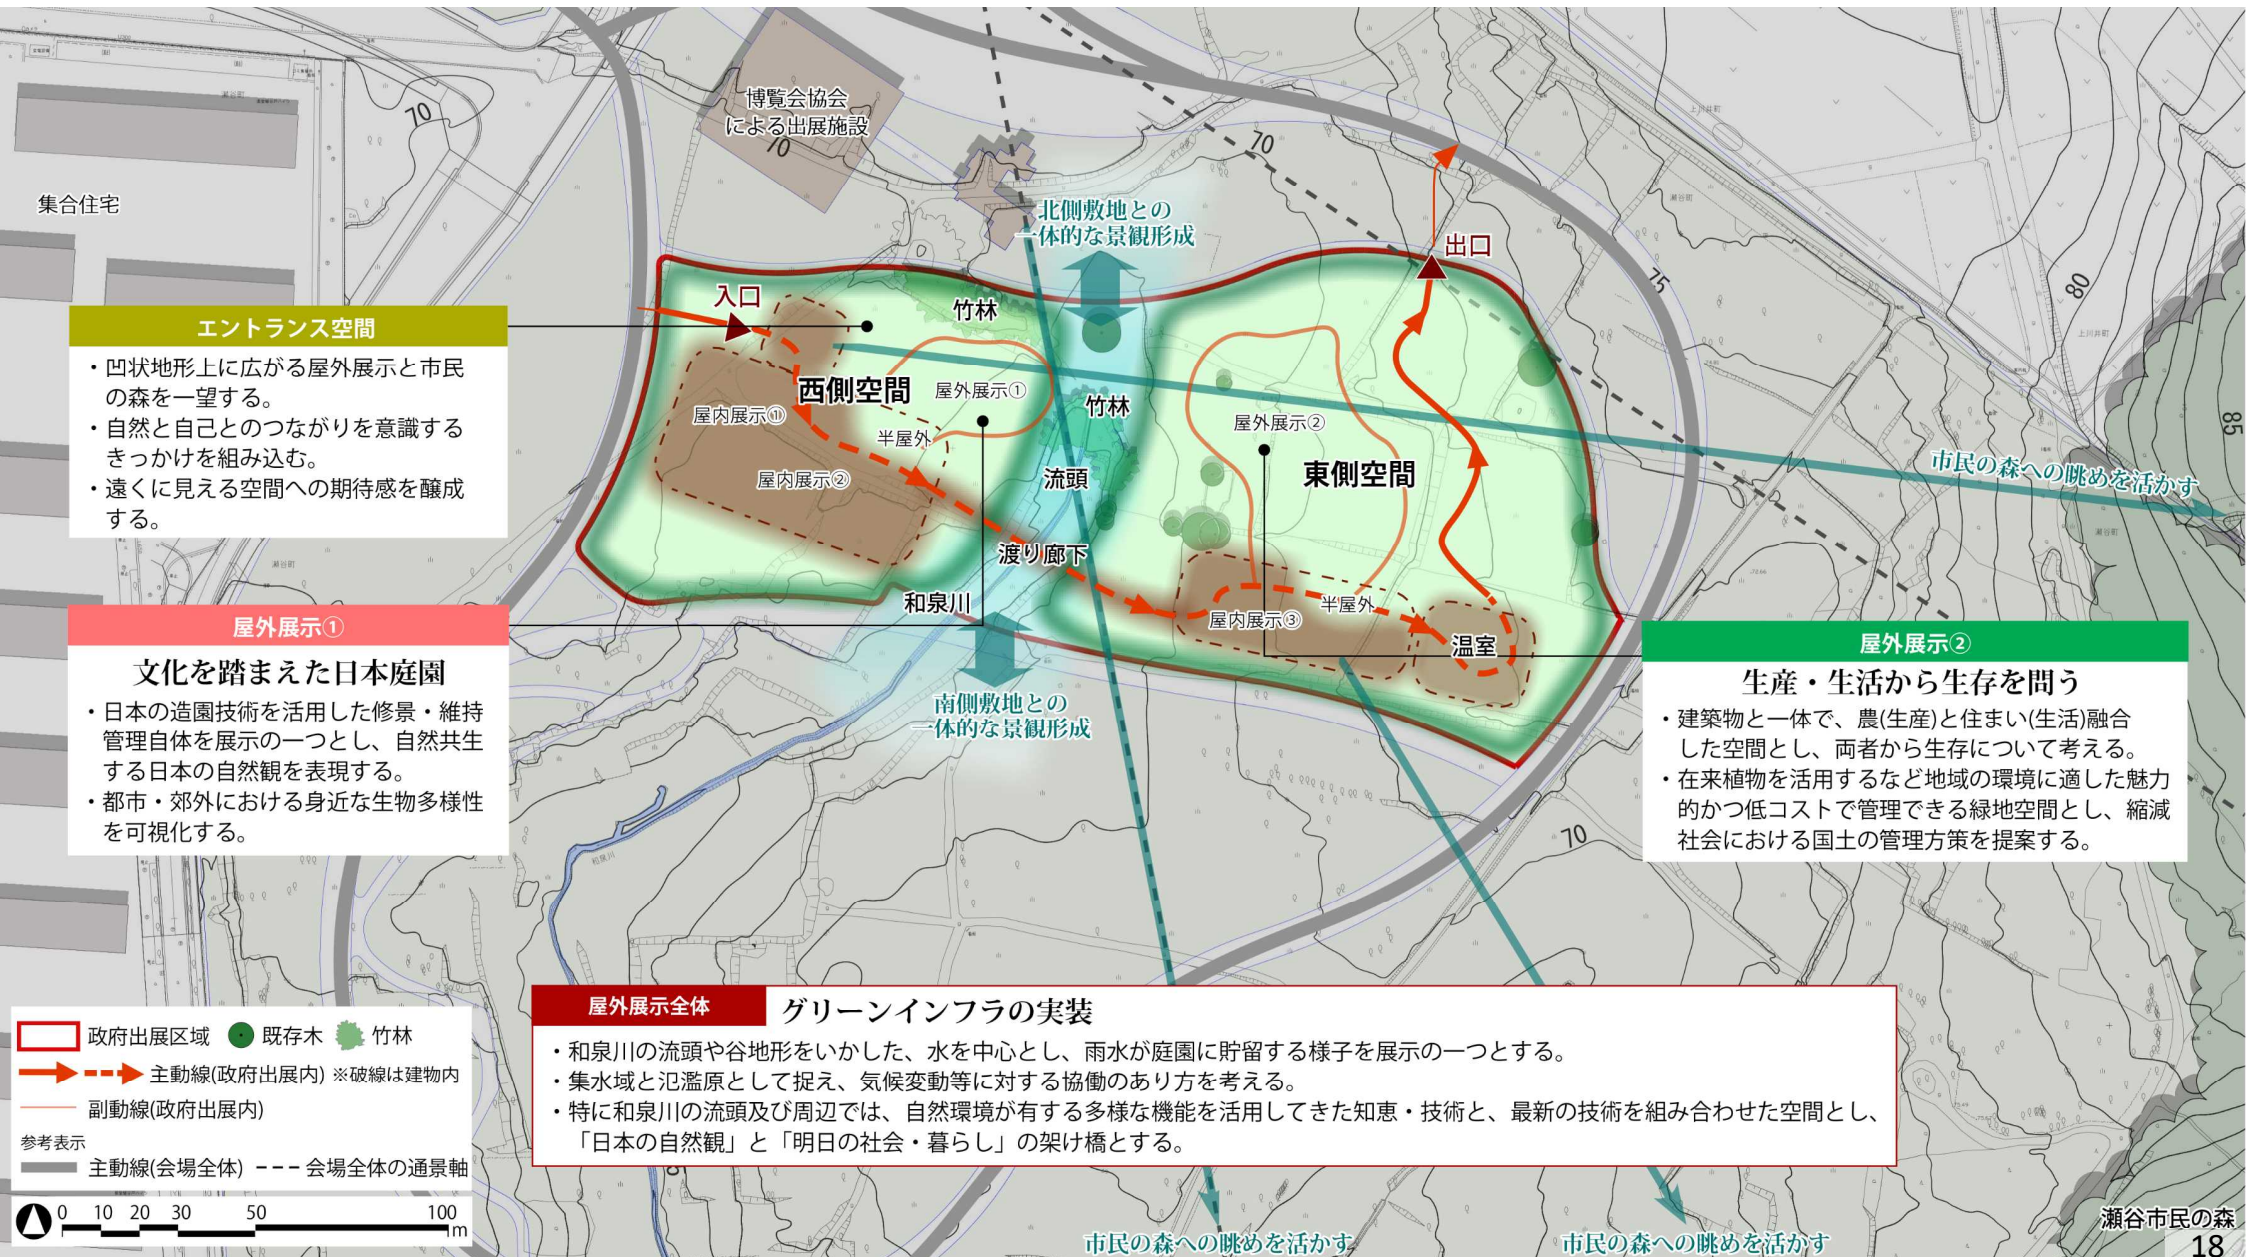 博覧会協会
による出展施設
70
70
70
75
80
85
70
集合住宅
瀬谷町
上川井町
瀬谷町
上川井町
瀬谷町
瀬谷町
北側敷地との
一体的な景観形成
出口
入口
竹林
エントランス空間
・凹状地形上に広がる屋外展示と市民
の森を一望する。
・自然と自己とのつながりを意識する
きっかけを組み込む。
・遠くに見える空間への期待感を醸成
する。
西側空間
屋外展示①
屋内展示①
半屋外
屋内展示②
竹林
流頭
屋外展示②
東側空間
市民の森への眺めを活かす
渡り廊下
和泉川
屋内展示③
半屋外
温室
南側敷地との
一体的な景観形成
和泉川
屋外展示①
文化を踏まえた日本庭園
・日本の造園技術を活用した修景・維持
管理自体を展示の一つとし、自然共生
する日本の自然観を表現する。
・都市・郊外における身近な生物多様性
を可視化する。
屋外展示②
生産・生活から生存を問う
・建築物と一体で、農(生産)と住まい(生活)融合
した空間とし、両者から生存について考える。
・在来植物を活用するなど地域の環境に適した魅力
的かつ低コストで管理できる緑地空間とし、縮減
社会における国土の管理方策を提案する。
屋外展示全体
グリーンインフラの実装
・和泉川の流頭や谷地形をいかした、水を中心とし、雨水が庭園に貯留する様子を展示の一つとする。
・集水域と氾濫原として捉え、気候変動等に対する協働のあり方を考える。
・特に和泉川の流頭及び周辺では、自然環境が有する多様な機能を活用してきた知恵・技術と、最新の技術を組み合わせた空間とし、
「日本の自然観」と「明日の社会・暮らし」の架け橋とする。
政府出展区域 既存木 竹林
主動線(政府出展内) ※破線は建物内
副動線(政府出展内)
参考表示
主動線(会場全体) 会場全体の通景軸
0 10 20 30 50 100
m
市民の森への眺めを活かす
市民の森への眺めを活かす
瀬谷市民の森
18